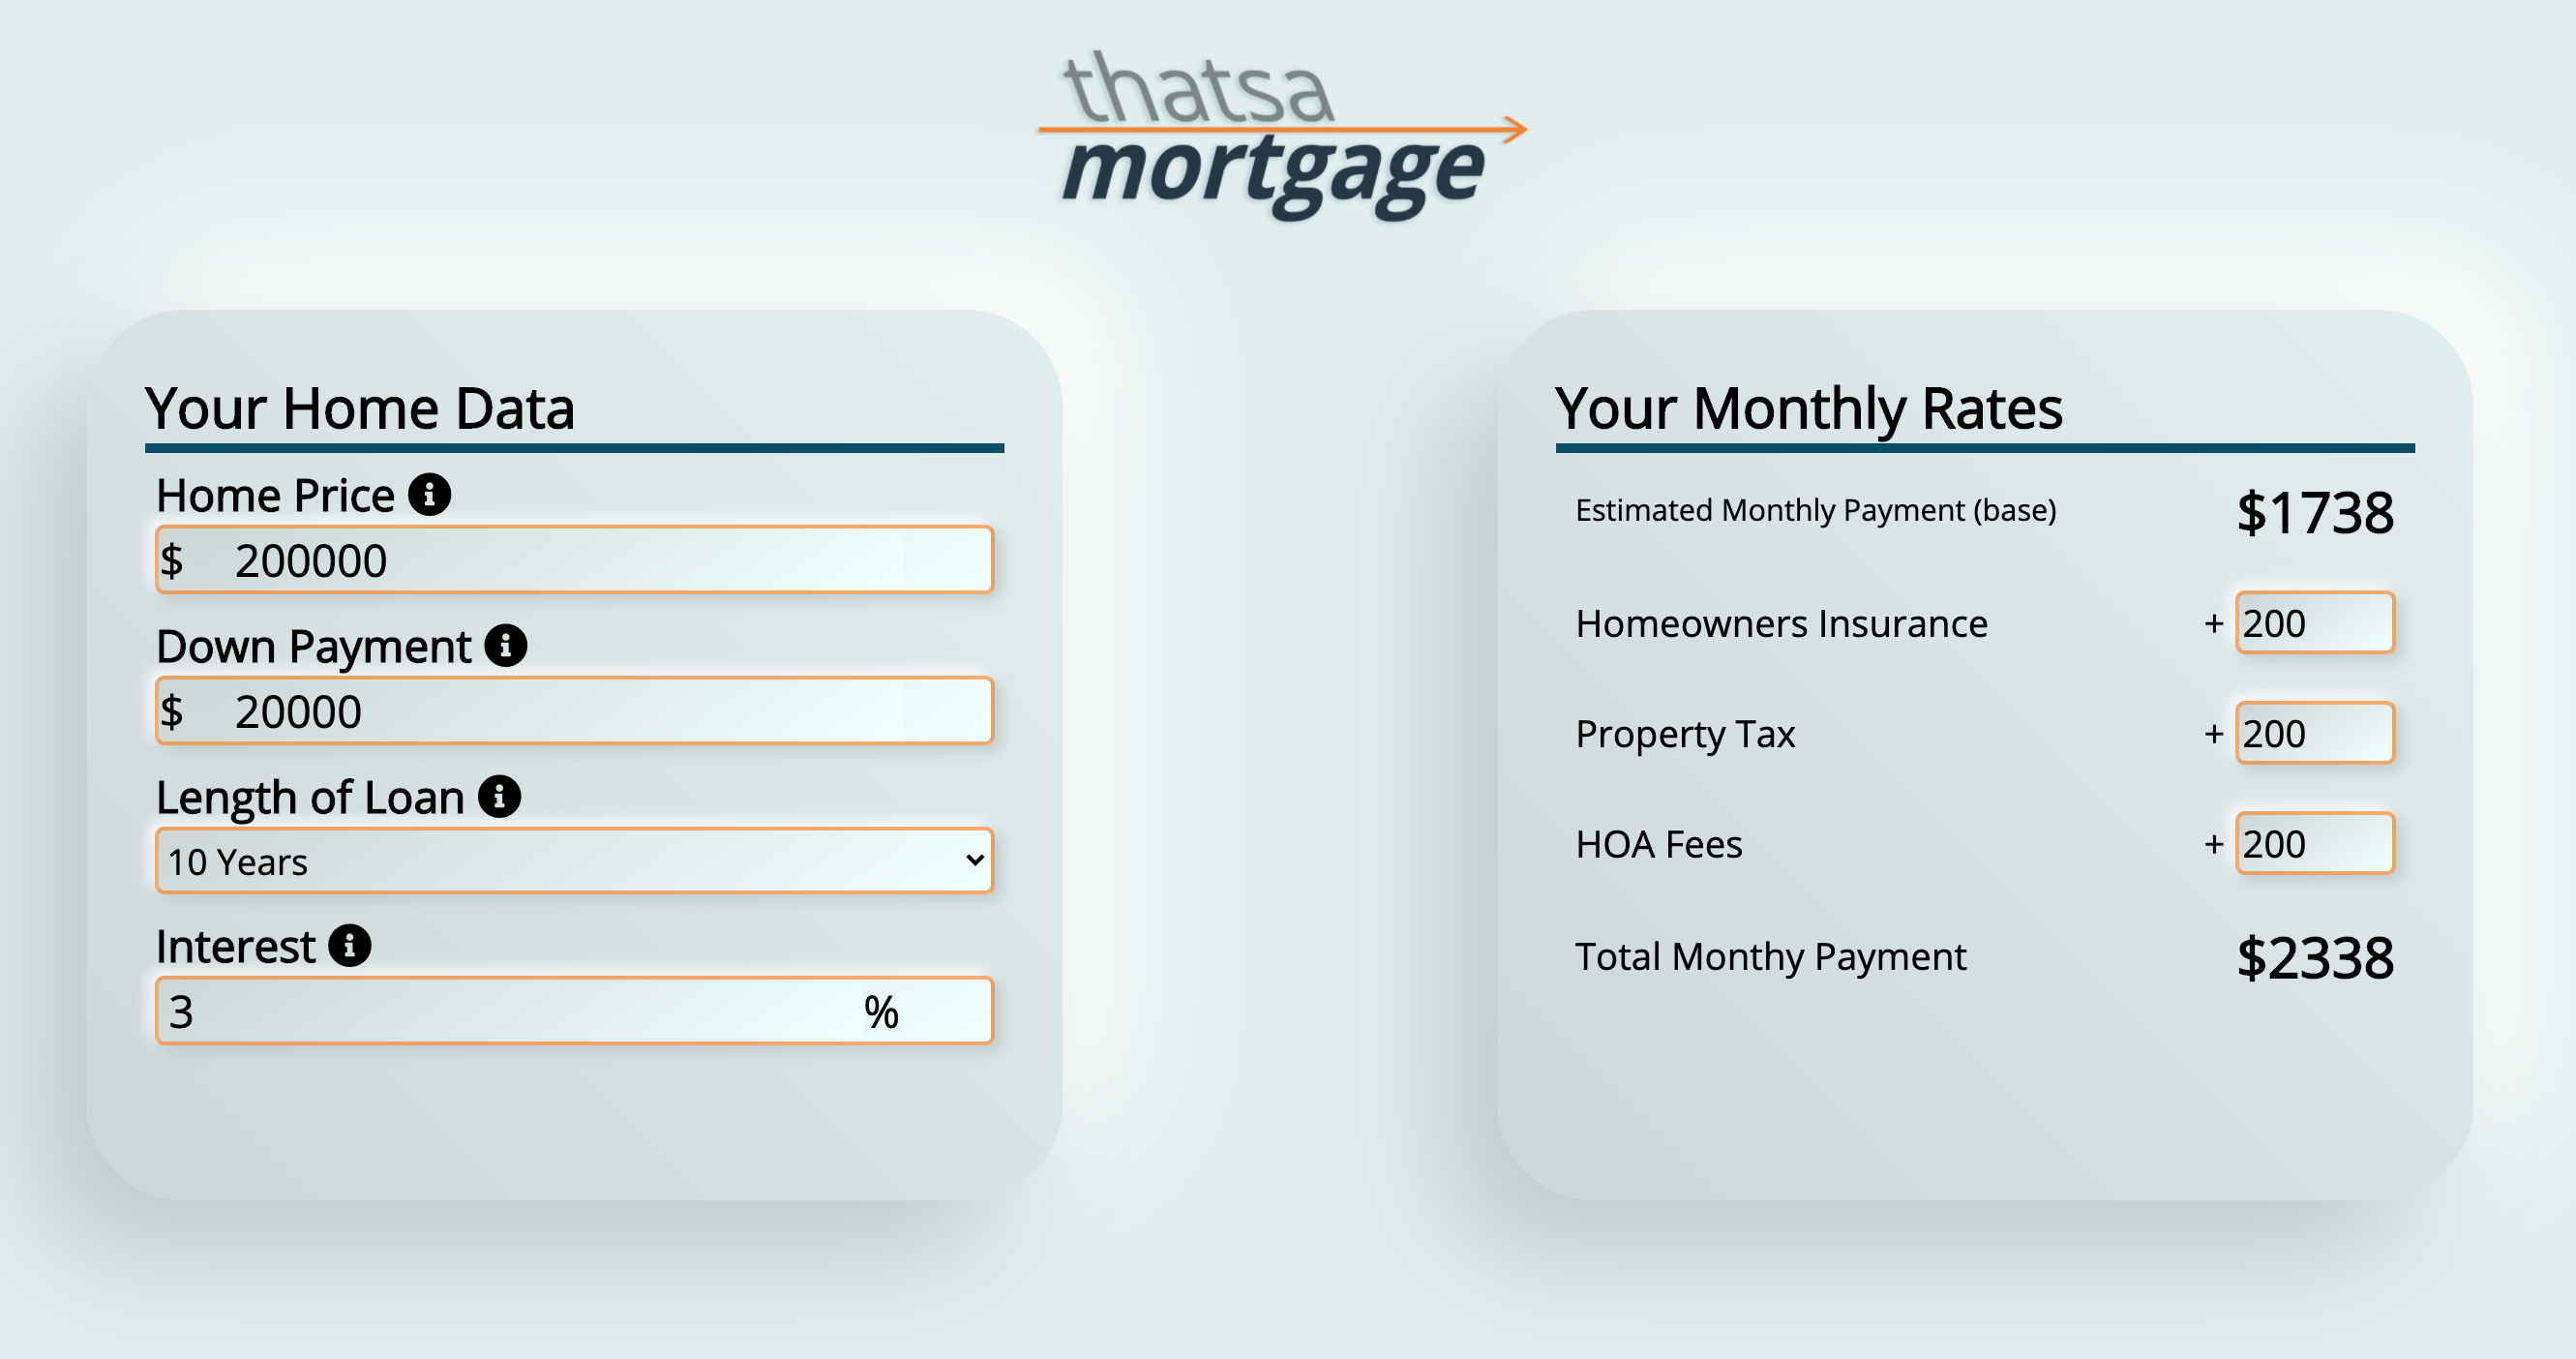 thatsa
mortgage
Your Home Data
Home Price
$ 200000
Down Payment
$ 20000
Length of Loan
10 Years
Interest
3 %
Your Monthly Rates
Estimated Monthly Payment (base) $1738
Homeowners Insurance + 200
Property Tax + 200
HOA Fees + 200
Total Monthy Payment $2338